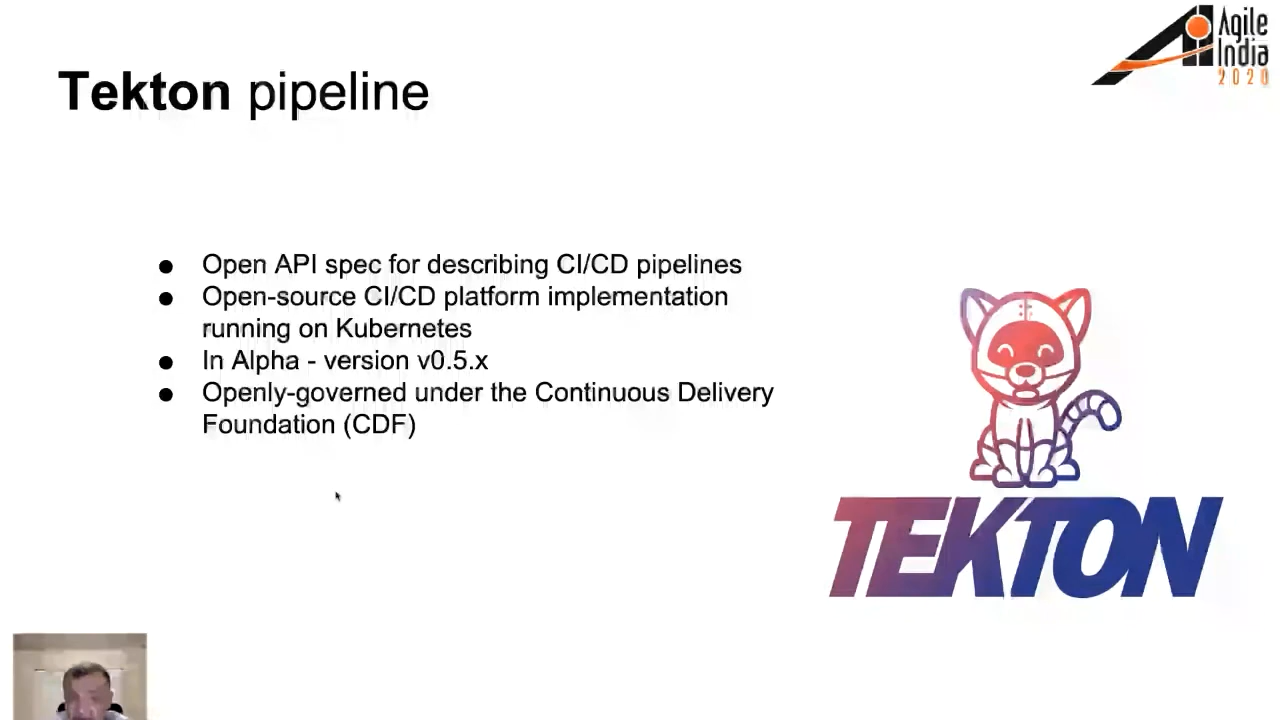 Agile
India
2020
Tekton pipeline
● Open API spec for describing CI/CD pipelines
● Open-source CI/CD platform implementation
running on Kubernetes
● In Alpha - version v0.5.x
● Openly-governed under the Continuous Delivery
Foundation (CDF)
TEKTON